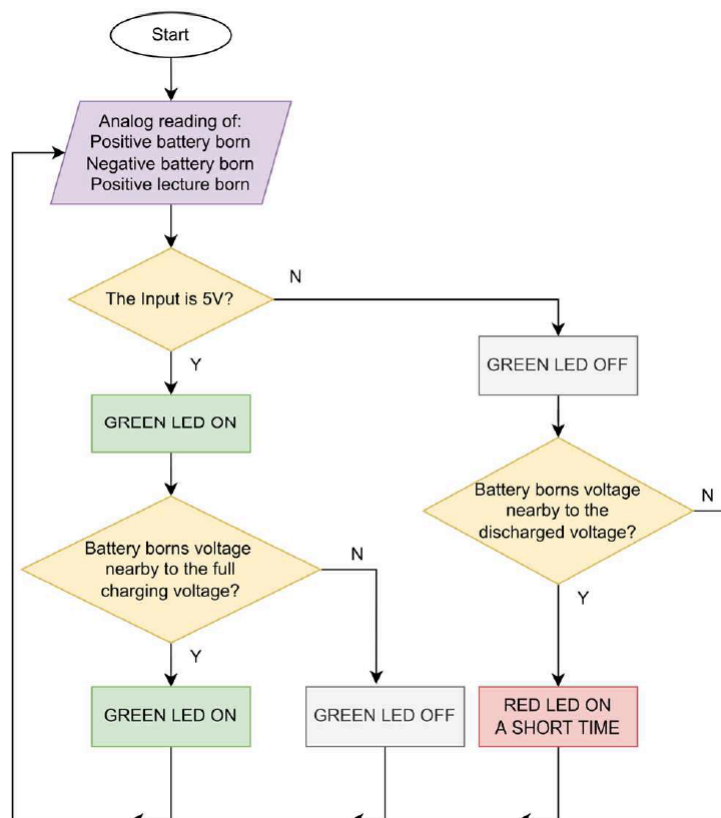 Start
Analog reading of:
Positive battery born
Negative battery born
Positive lecture born
The Input is 5V?
N
Y
GREEN LED OFF
GREEN LED ON
Battery borns voltage
nearby to the
discharged voltage?
N
Y
Battery borns voltage
nearby to the full
charging voltage?
N
Y
GREEN LED ON
GREEN LED OFF
RED LED ON
A SHORT TIME